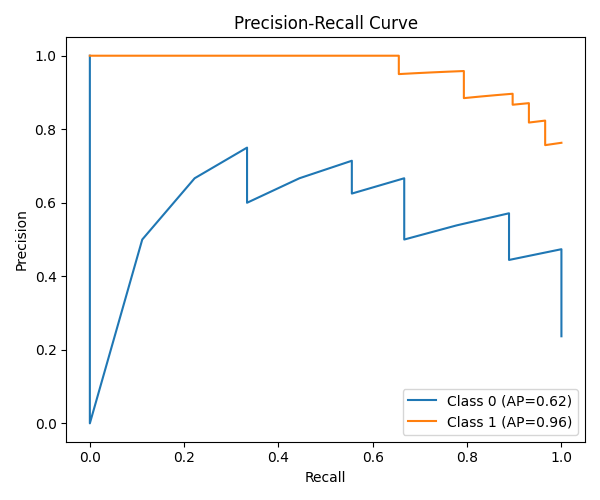 Precision-Recall Curve
Precision
1.0
0.8
0.6
0.4
0.2
0.0
0.0 0.2 0.4 0.6 0.8 1.0
Recall
Class 0 (AP=0.62)
Class 1 (AP=0.96)